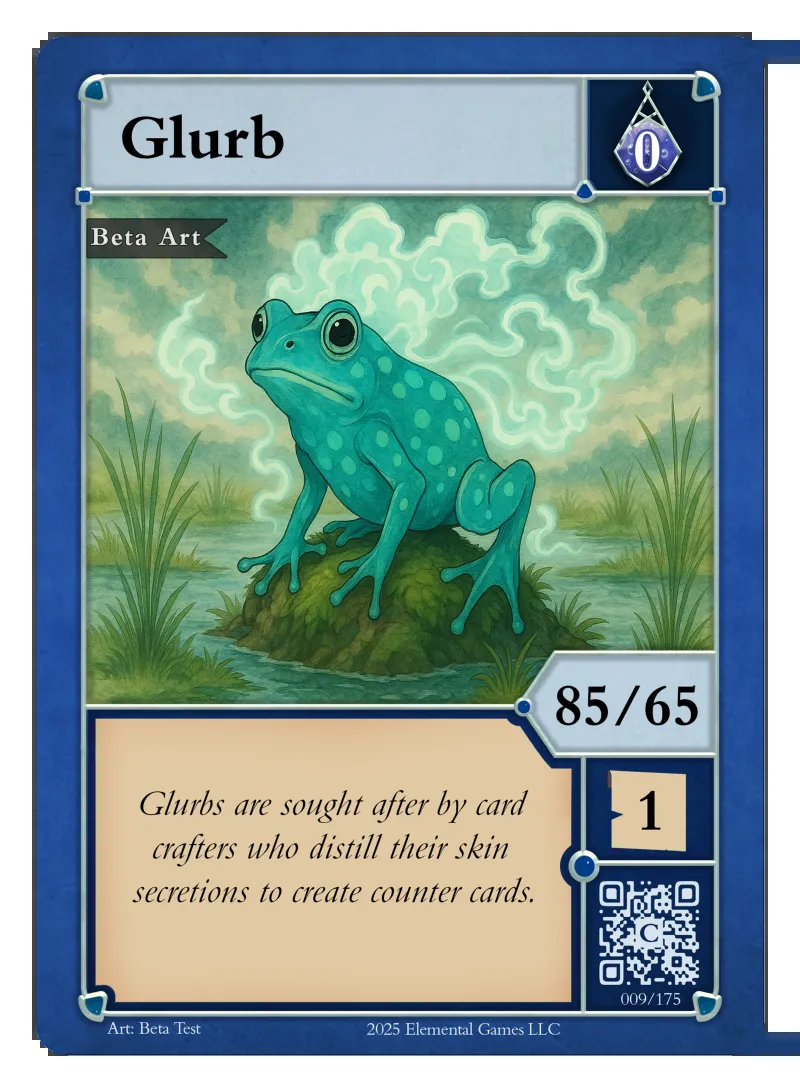 Glurb
0
Beta Art
85/65
Glurbs are sought after by card
crafters who distill their skin
secretions to create counter cards.
1
C
009/175
Art: Beta Test
2025 Elemental Games LLC